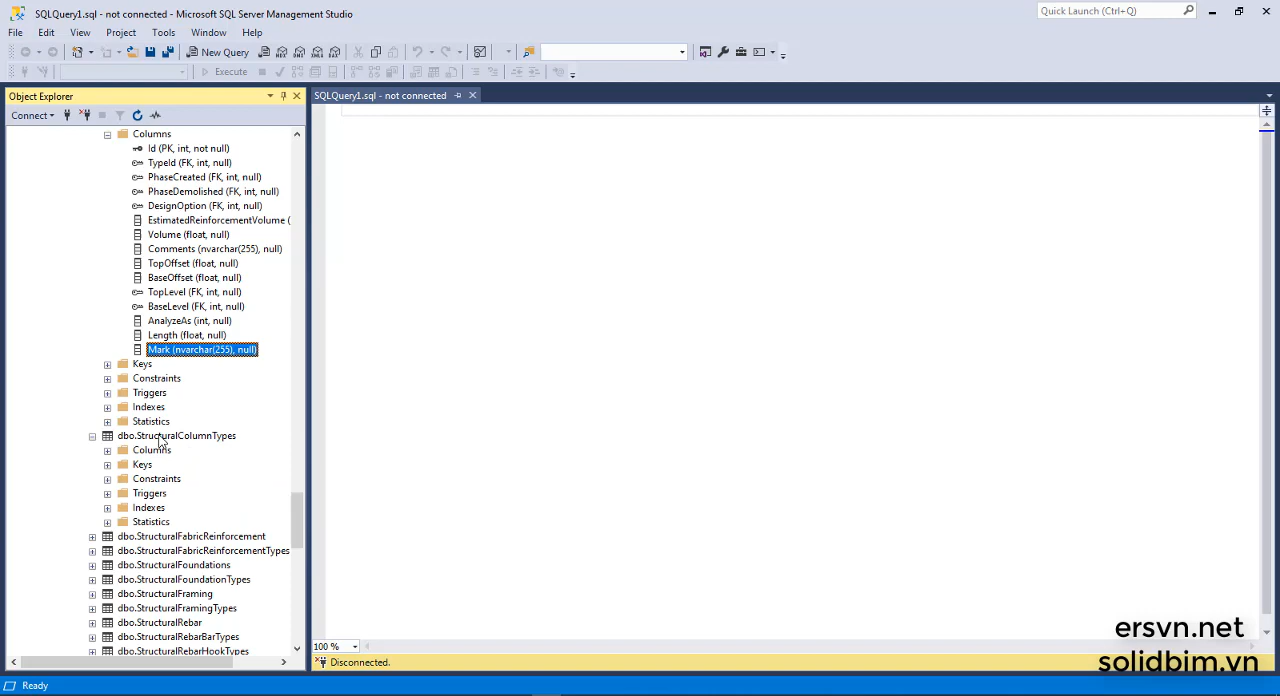 SQLQuery1.sql - not connected - Microsoft SQL Server Management Studio
Quick Launch (Ctrl+Q)
File Edit View Project Tools Window Help
New Query
MDX DMX XMLA DAX
Execute
Object Explorer
SQLQuery1.sql - not connected
Connect
Columns
Id (PK, int, not null)
TypeId (FK, int, null)
PhaseCreated (FK, int, null)
PhaseDemolished (FK, int, null)
DesignOption (FK, int, null)
EstimatedReinforcementVolume (
Volume (float, null)
Comments (nvarchar(255), null)
TopOffset (float, null)
BaseOffset (float, null)
TopLevel (FK, int, null)
BaseLevel (FK, int, null)
AnalyzeAs (int, null)
Length (float, null)
Mark (nvarchar(255), null)
Keys
Constraints
Triggers
Indexes
Statistics
dbo.StructuralColumnTypes
Columns
Keys
Constraints
Triggers
Indexes
Statistics
dbo.StructuralFabricReinforcement
dbo.StructuralFabricReinforcementTypes
dbo.StructuralFoundations
dbo.StructuralFoundationTypes
dbo.StructuralFraming
dbo.StructuralFramingTypes
dbo.StructuralRebar
dbo.StructuralRebarBarTypes
dbo.StructuralRebarHookTypes
100 %
Disconnected.
Ready
ersvn.net
solidbim.vn